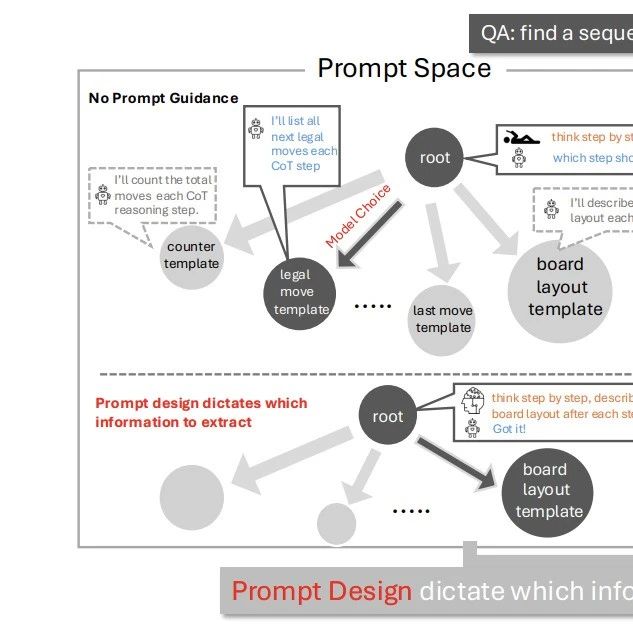 QA: find a seque
Prompt Space
No Prompt Guidance
I'll list all
next legal
moves each
CoT step
root
think step by st
which step sho
I'll count the total
moves each CoT
reasoning step.
Model Choice
I'll describe
layout each
counter
template
legal
move
template
.....
last move
template
board
layout
template
Prompt design dictates which
information to extract
root
think step by step, describ
board layout after each ste
Got it!
board
layout
template
.....
Prompt Design dictate which info